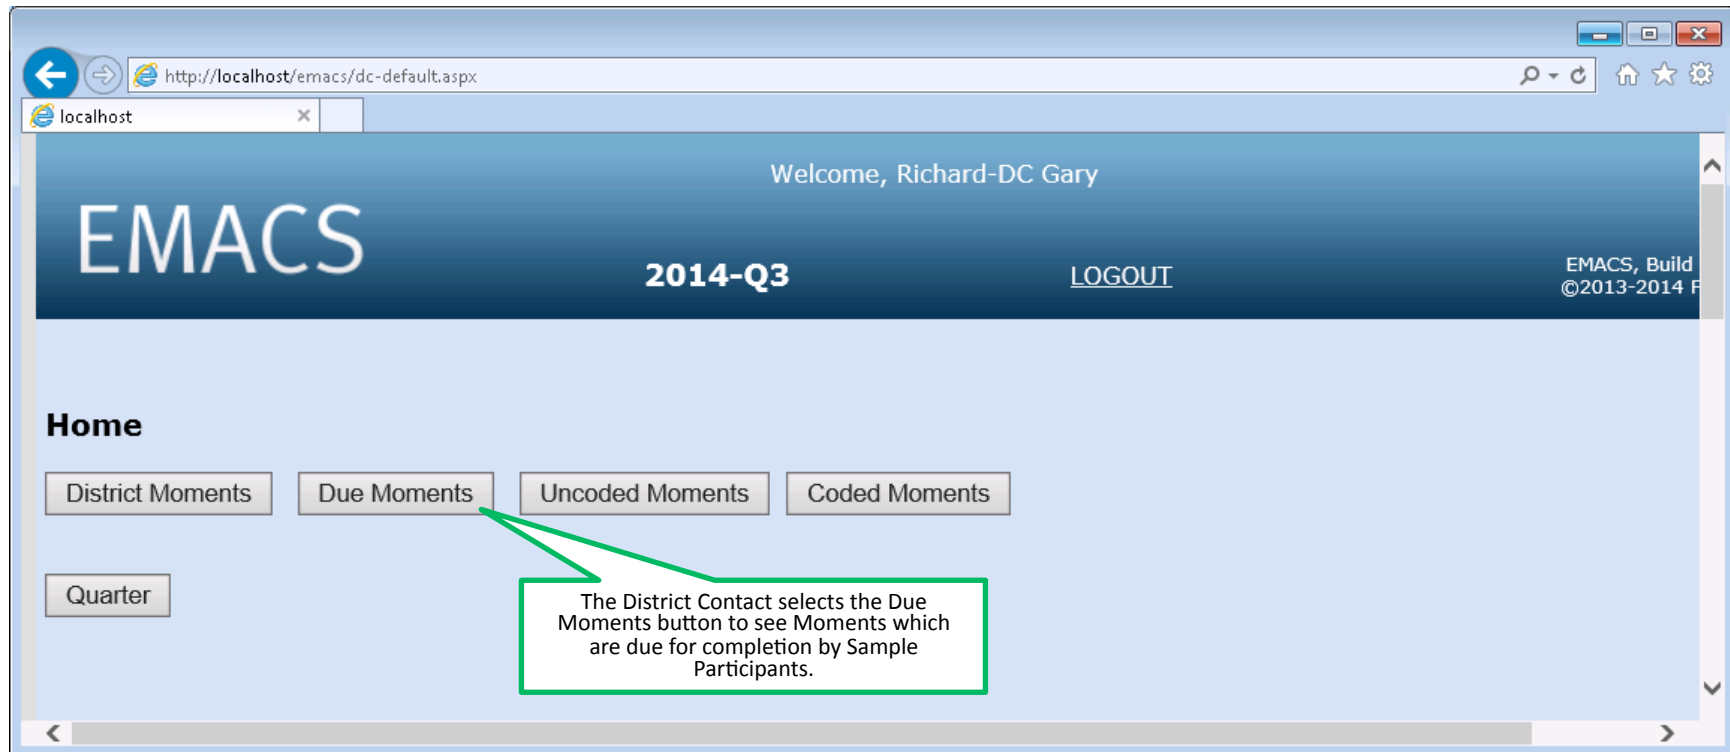 http://localhost/emacs/dc-default.aspx
localhost
Welcome, Richard-DC Gary
EMACS
2014-Q3
LOGOUT
EMACS, Build
©2013-2014 F
Home
District Moments
Due Moments
Uncoded Moments
Coded Moments
Quarter
The District Contact selects the Due
Moments button to see Moments which
are due for completion by Sample
Participants.